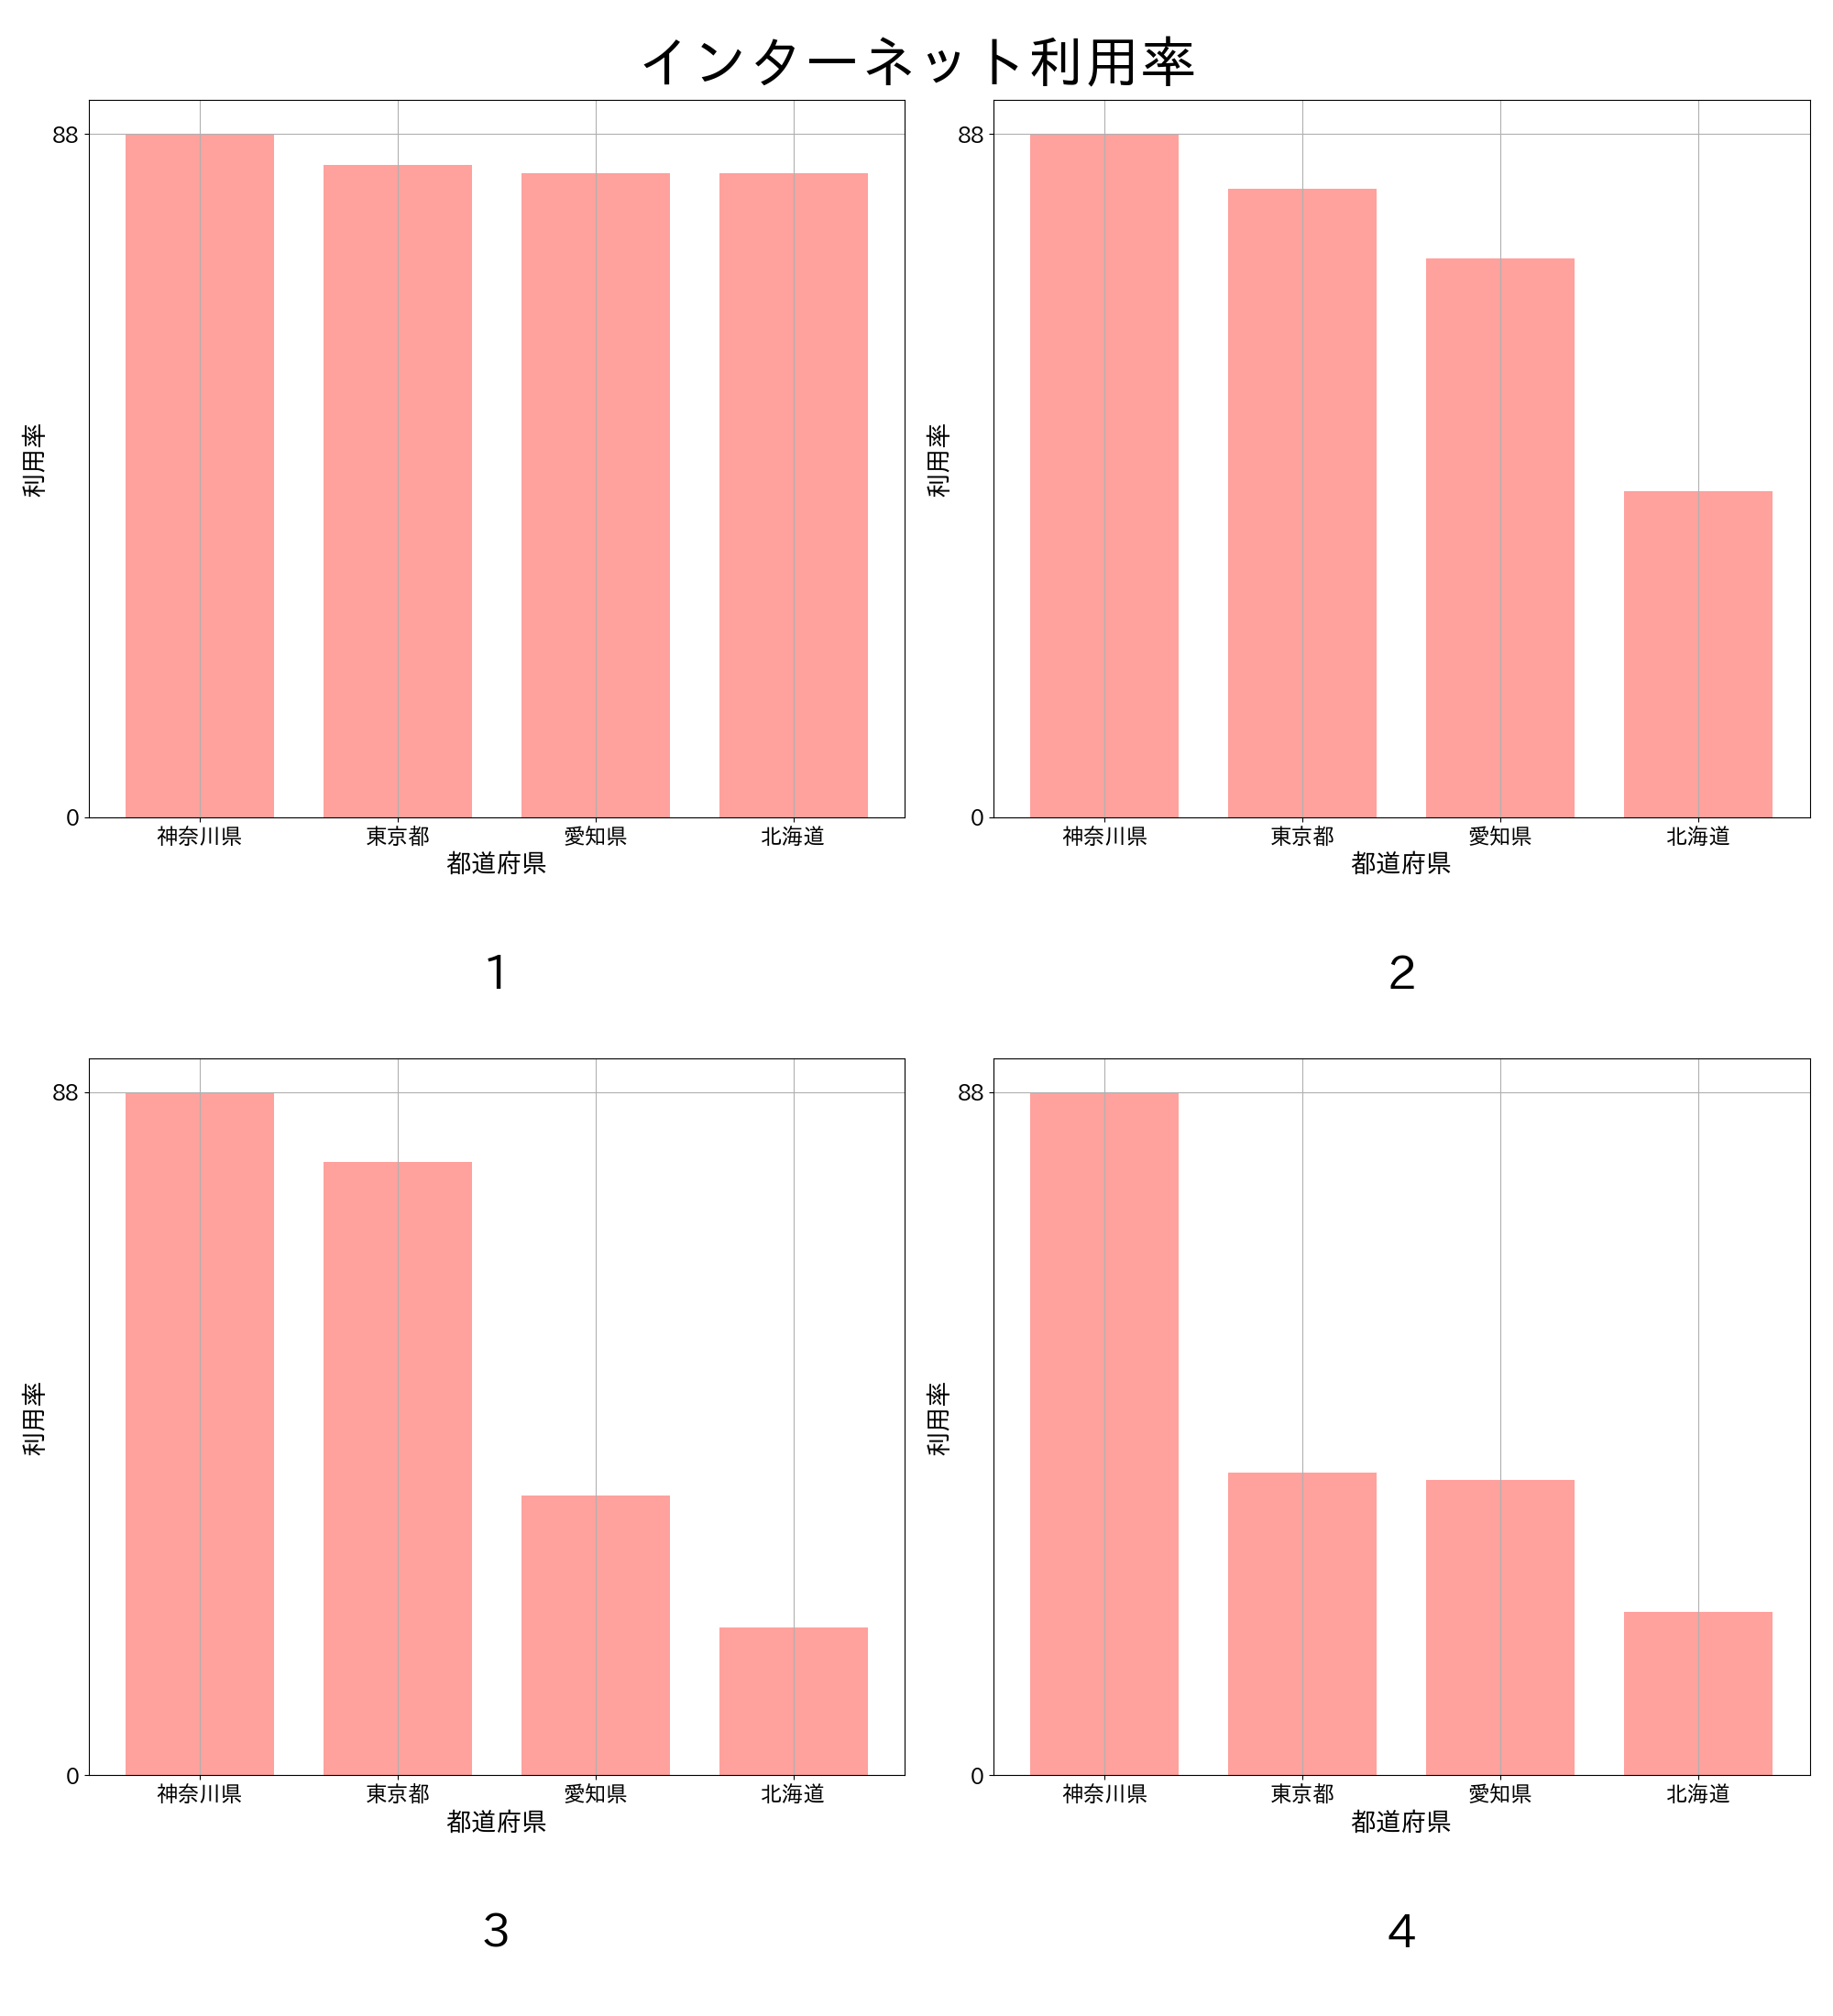 インターネット利用率
88
0
利用率
神奈川県 東京都 愛知県 北海道
都道府県
1
88
0
利用率
神奈川県 東京都 愛知県 北海道
都道府県
2
88
0
利用率
神奈川県 東京都 愛知県 北海道
都道府県
3
88
0
利用率
神奈川県 東京都 愛知県 北海道
都道府県
4